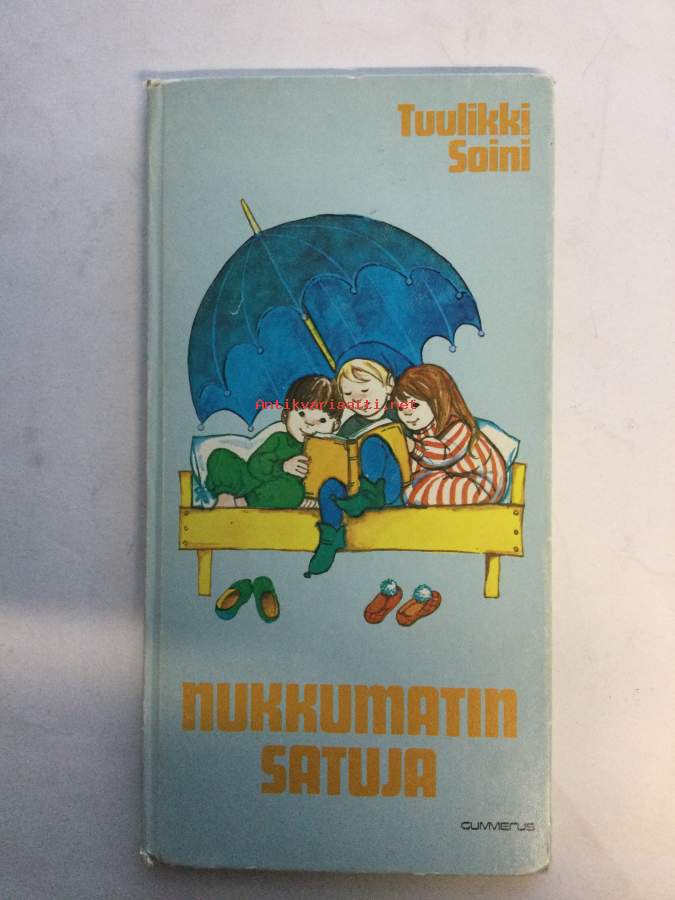 Tuulikki
Soini
Antikvariaatti.net
NUKKUMATIN
SATUJA
GUMMERUS